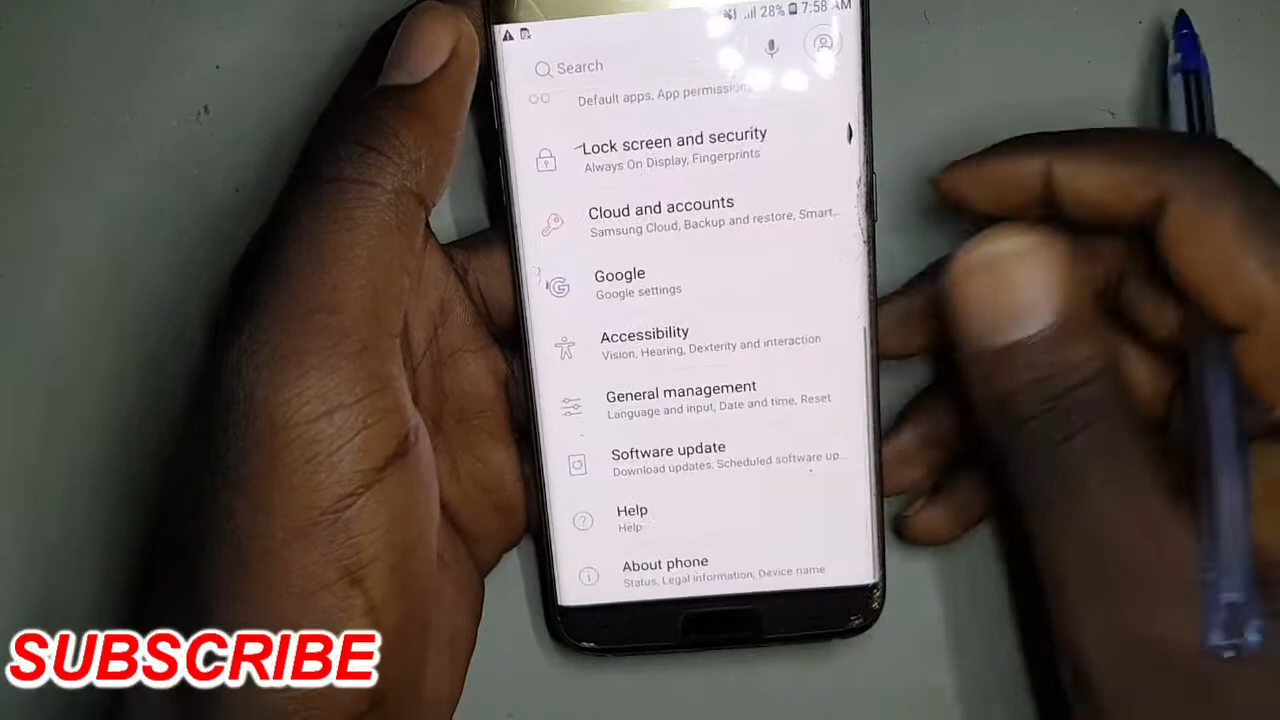 28% 7:58 AM
Search
Default apps, App permission
Lock screen and security
Always On Display, Fingerprints
Cloud and accounts
Samsung Cloud, Backup and restore, Smart...
Google
Google settings
Accessibility
Vision, Hearing, Dexterity and interaction
General management
Language and input, Date and time, Reset
Software update
Download updates, Scheduled software up...
Help
Help
About phone
Status, Legal information, Device name
SUBSCRIBE